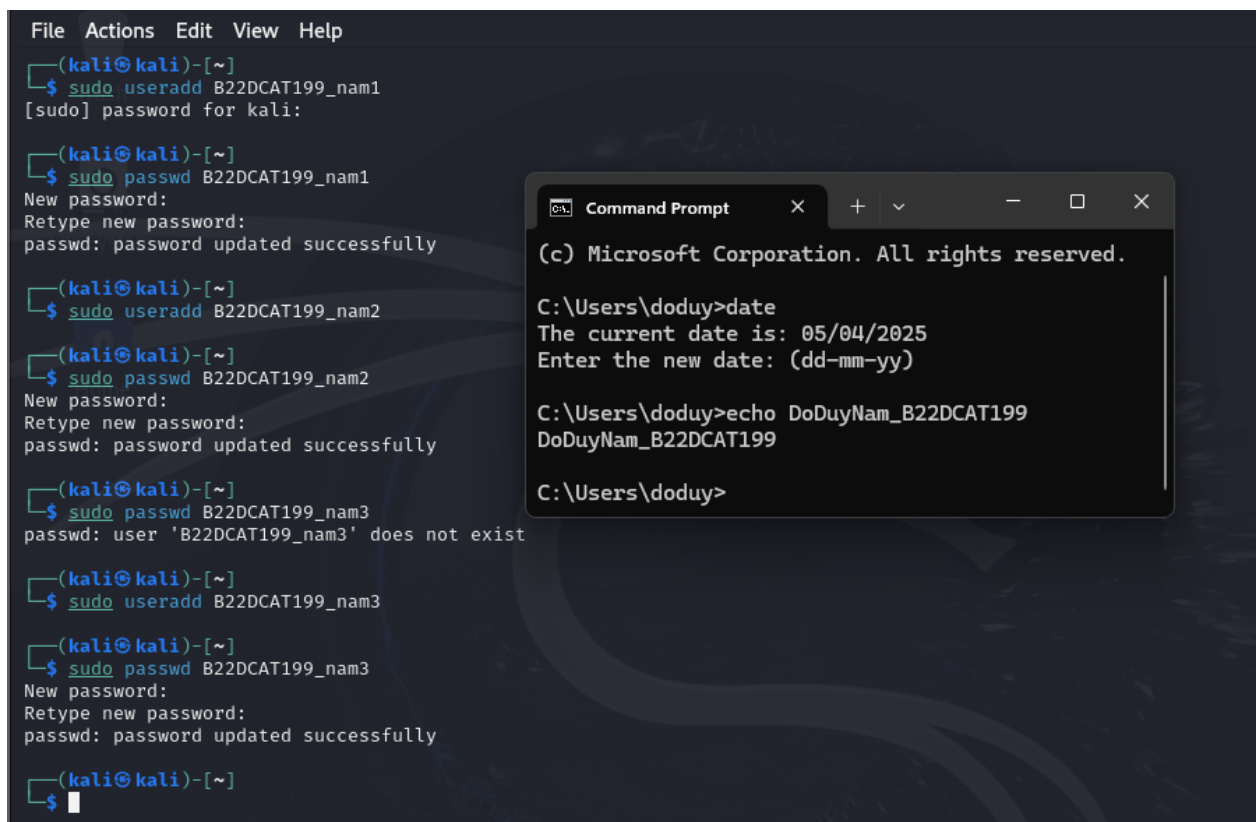 File Actions Edit View Help
┌──(kali㉿kali)-[~]
└─$ sudo useradd B22DCAT199_nam1
[sudo] password for kali:
┌──(kali㉿kali)-[~]
└─$ sudo passwd B22DCAT199_nam1
New password:
Retype new password:
passwd: password updated successfully
┌──(kali㉿kali)-[~]
└─$ sudo useradd B22DCAT199_nam2
┌──(kali㉿kali)-[~]
└─$ sudo passwd B22DCAT199_nam2
New password:
Retype new password:
passwd: password updated successfully
┌──(kali㉿kali)-[~]
└─$ sudo passwd B22DCAT199_nam3
passwd: user 'B22DCAT199_nam3' does not exist
┌──(kali㉿kali)-[~]
└─$ sudo useradd B22DCAT199_nam3
┌──(kali㉿kali)-[~]
└─$ sudo passwd B22DCAT199_nam3
New password:
Retype new password:
passwd: password updated successfully
┌──(kali㉿kali)-[~]
└─$
Command Prompt
(c) Microsoft Corporation. All rights reserved.
C:\Users\doduy>date
The current date is: 05/04/2025
Enter the new date: (dd-mm-yy)
C:\Users\doduy>echo DoDuyNam_B22DCAT199
DoDuyNam_B22DCAT199
C:\Users\doduy>